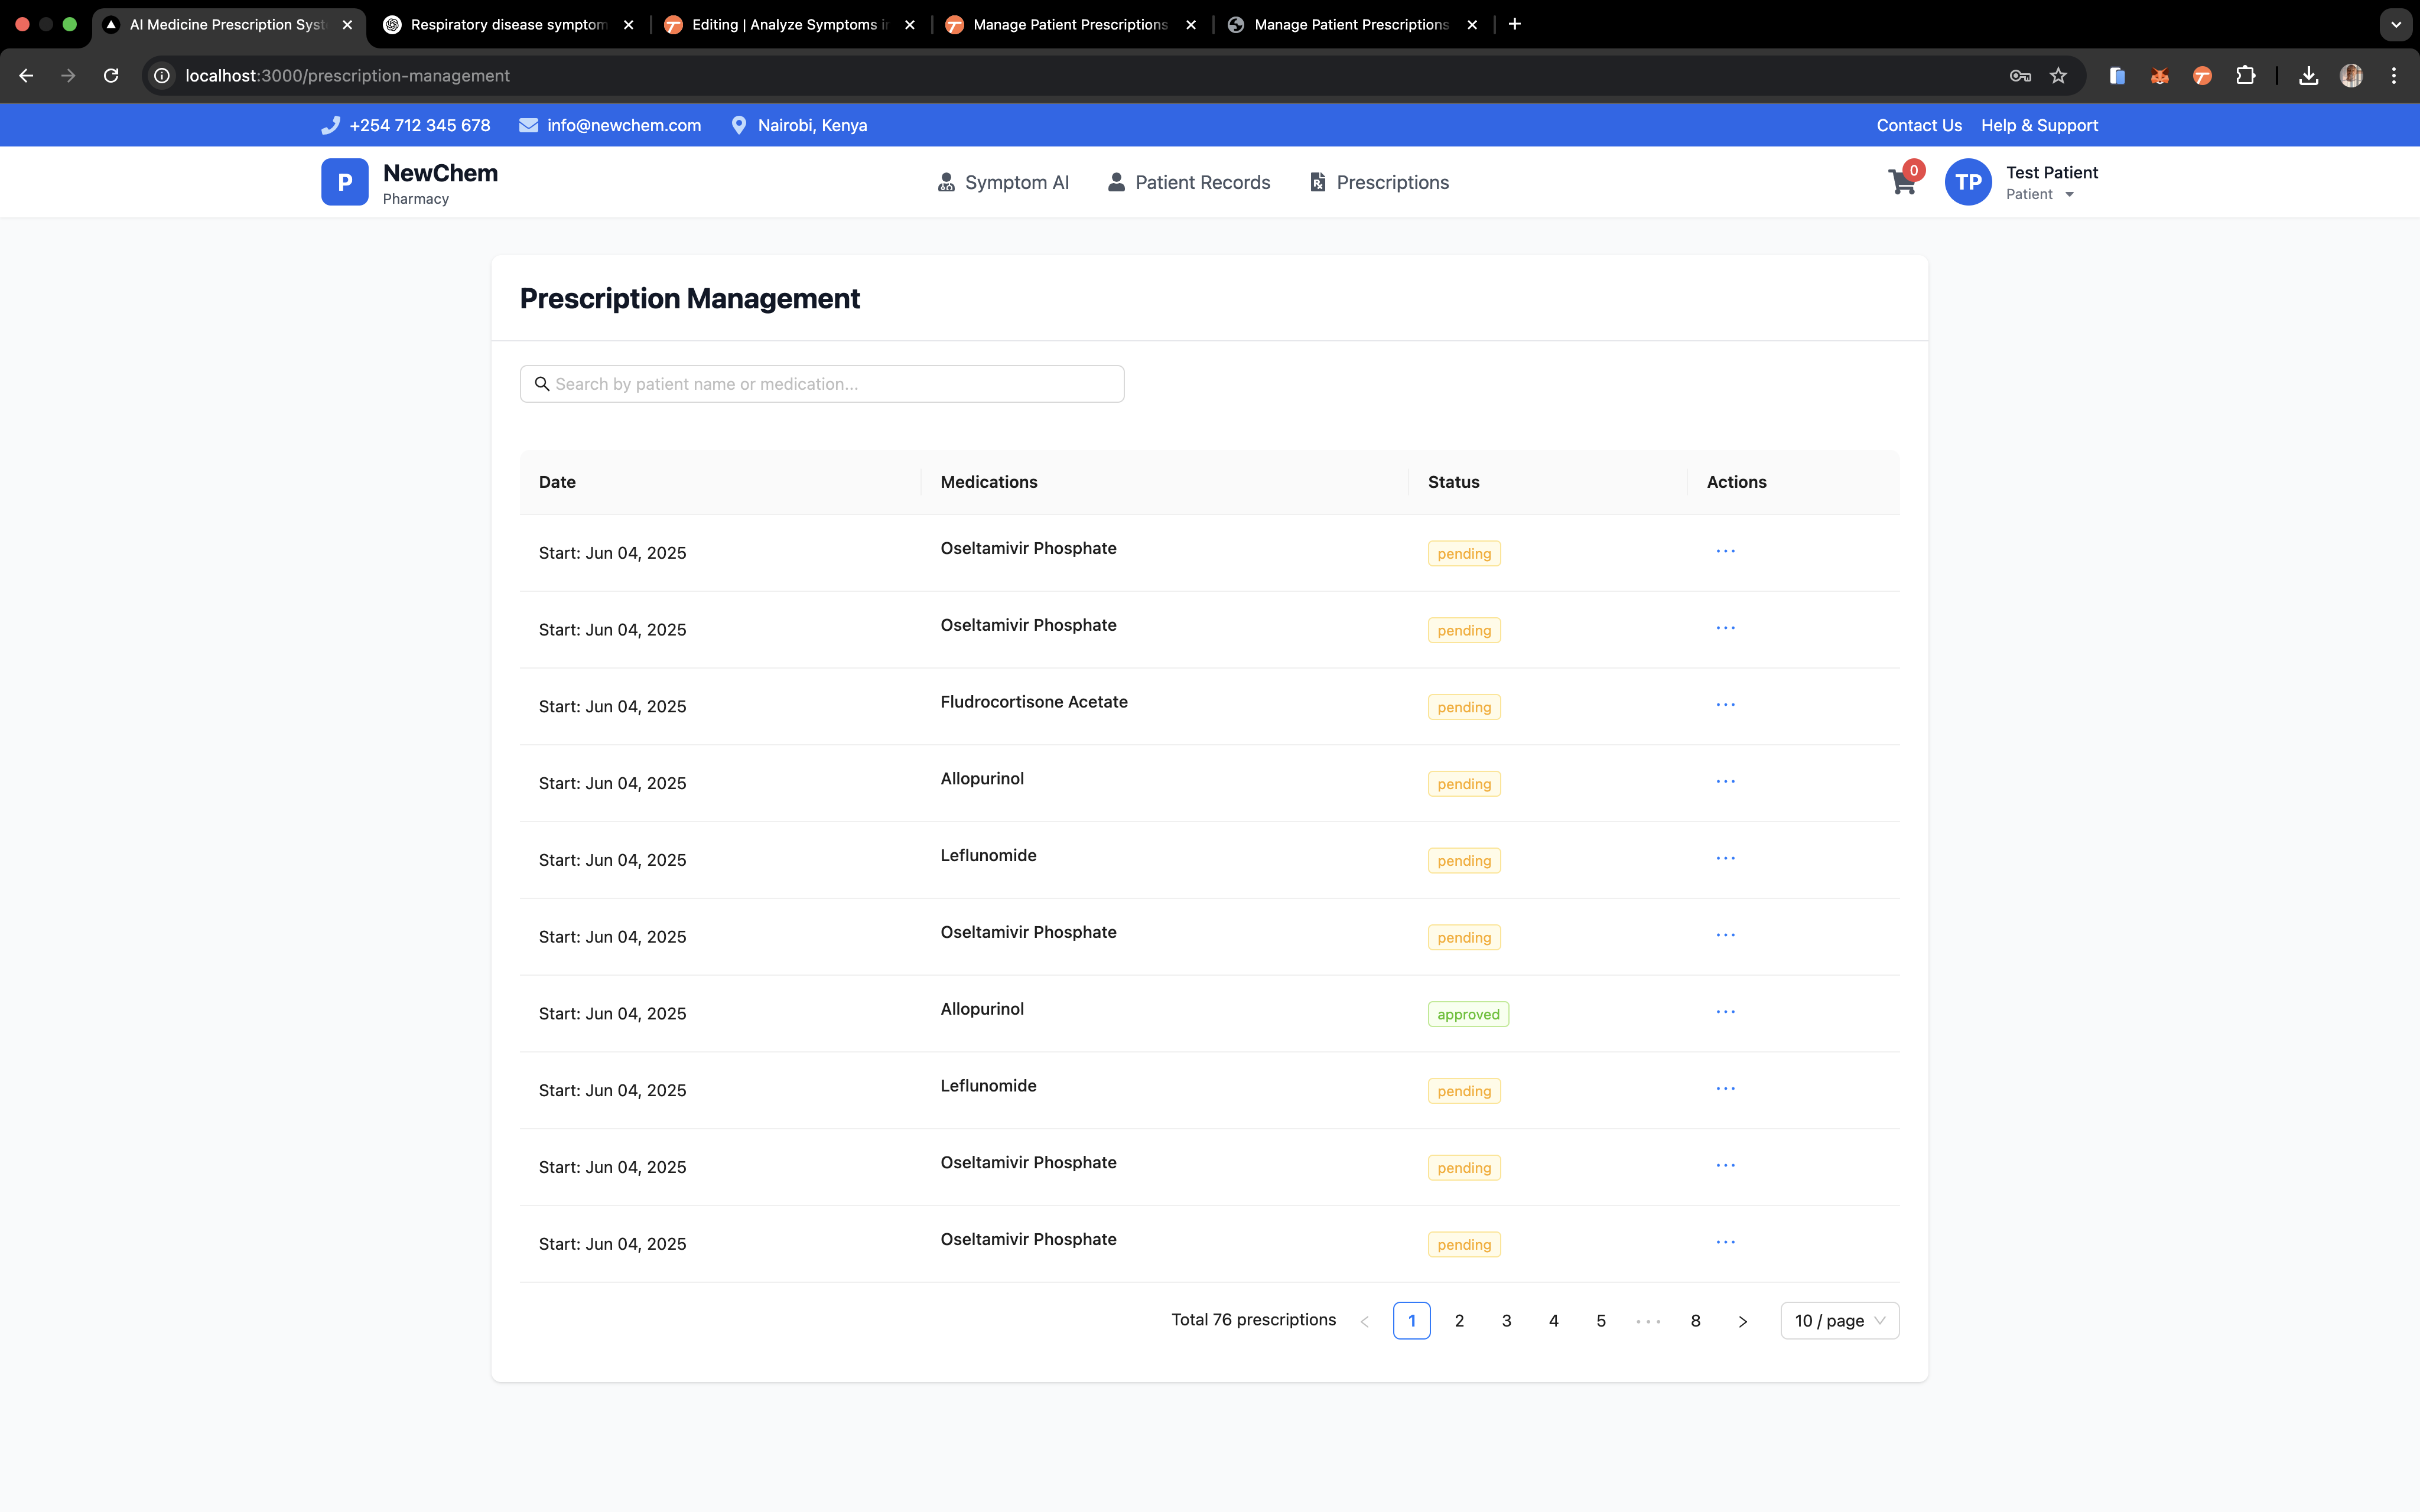 AI Medicine Prescription Syst
Respiratory disease symptom
Editing | Analyze Symptoms i
Manage Patient Prescriptions
Manage Patient Prescriptions
localhost:3000/prescription-management
+254 712 345 678
info@newchem.com
Nairobi, Kenya
Contact Us
Help & Support
P
NewChem
Pharmacy
Symptom AI
Patient Records
Prescriptions
0
TP
Test Patient
Patient
Prescription Management
Search by patient name or medication...
Date Medications Status Actions
Start: Jun 04, 2025 Oseltamivir Phosphate pending ...
Start: Jun 04, 2025 Oseltamivir Phosphate pending ...
Start: Jun 04, 2025 Fludrocortisone Acetate pending ...
Start: Jun 04, 2025 Allopurinol pending ...
Start: Jun 04, 2025 Leflunomide pending ...
Start: Jun 04, 2025 Oseltamivir Phosphate pending ...
Start: Jun 04, 2025 Allopurinol approved ...
Start: Jun 04, 2025 Leflunomide pending ...
Start: Jun 04, 2025 Oseltamivir Phosphate pending ...
Start: Jun 04, 2025 Oseltamivir Phosphate pending ...
Total 76 prescriptions < 1 2 3 4 5 ... 8 > 10 / page